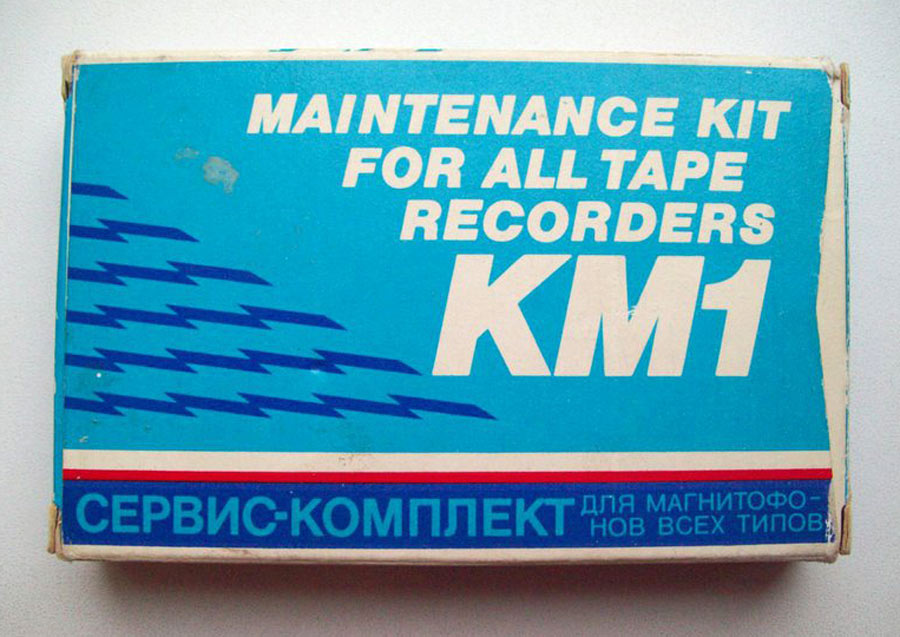 MAINTENANCE KIT
FOR ALL TAPE
RECORDERS
KM1
СЕРВИС-КОМПЛЕКТ ДЛЯ МАГНИТОФО-
НОВ ВСЕХ ТИПОВ